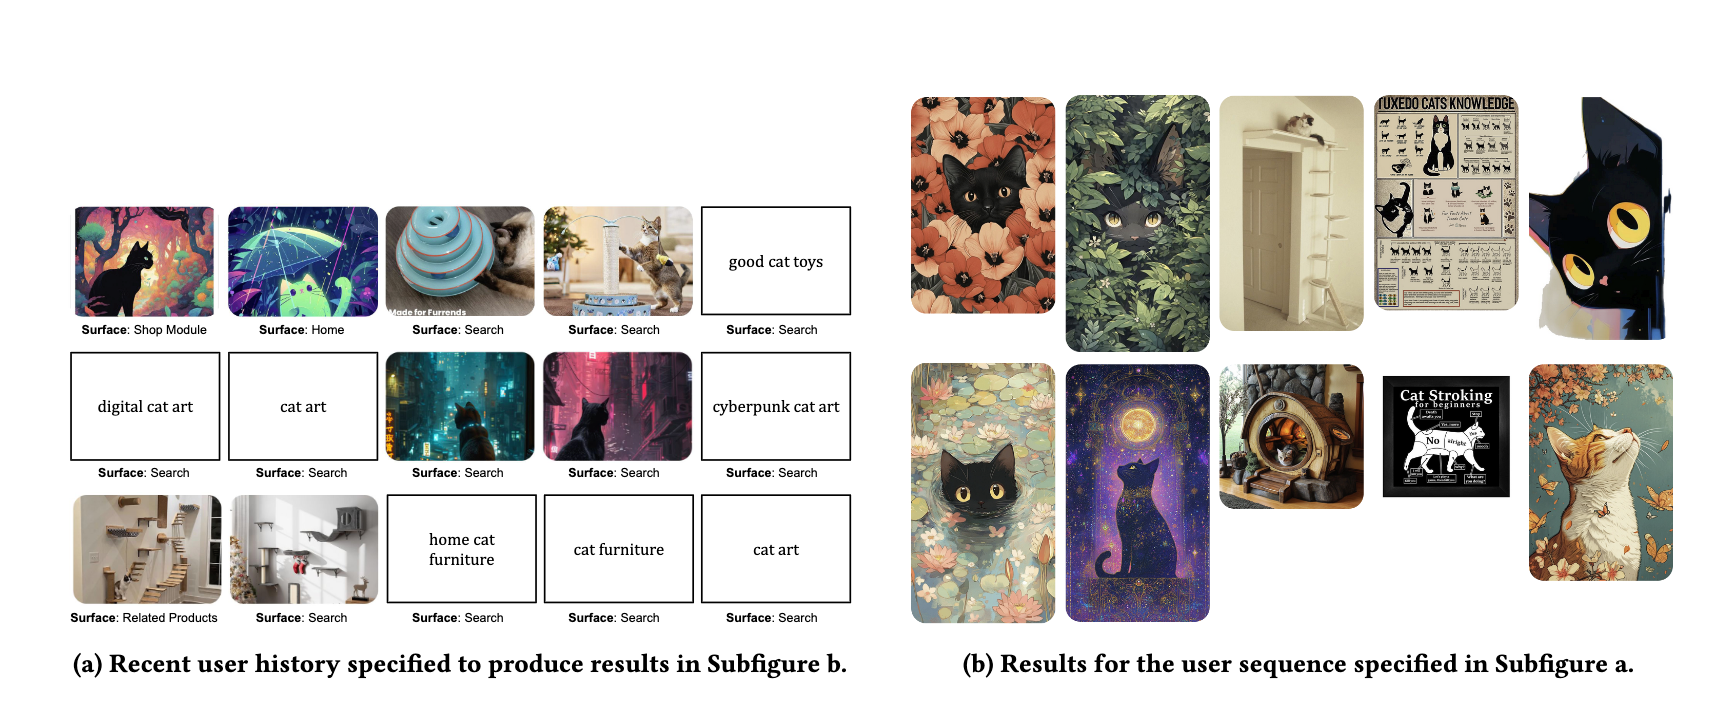 Made for Furrends
good cat toys
Surface: Shop Module
Surface: Home
Surface: Search
Surface: Search
Surface: Search
digital cat art
cat art
cyberpunk cat art
Surface: Search
Surface: Search
Surface: Search
Surface: Search
Surface: Search
home cat
furniture
cat furniture
cat art
Surface: Related Products
Surface: Search
Surface: Search
Surface: Search
Surface: Search
(a) Recent user history specified to produce results in Subfigure b.
TUXEDO CATS KNOWLEDGE
Cat Stroking
for beginners
No
alright
(b) Results for the user sequence specified in Subfigure a.